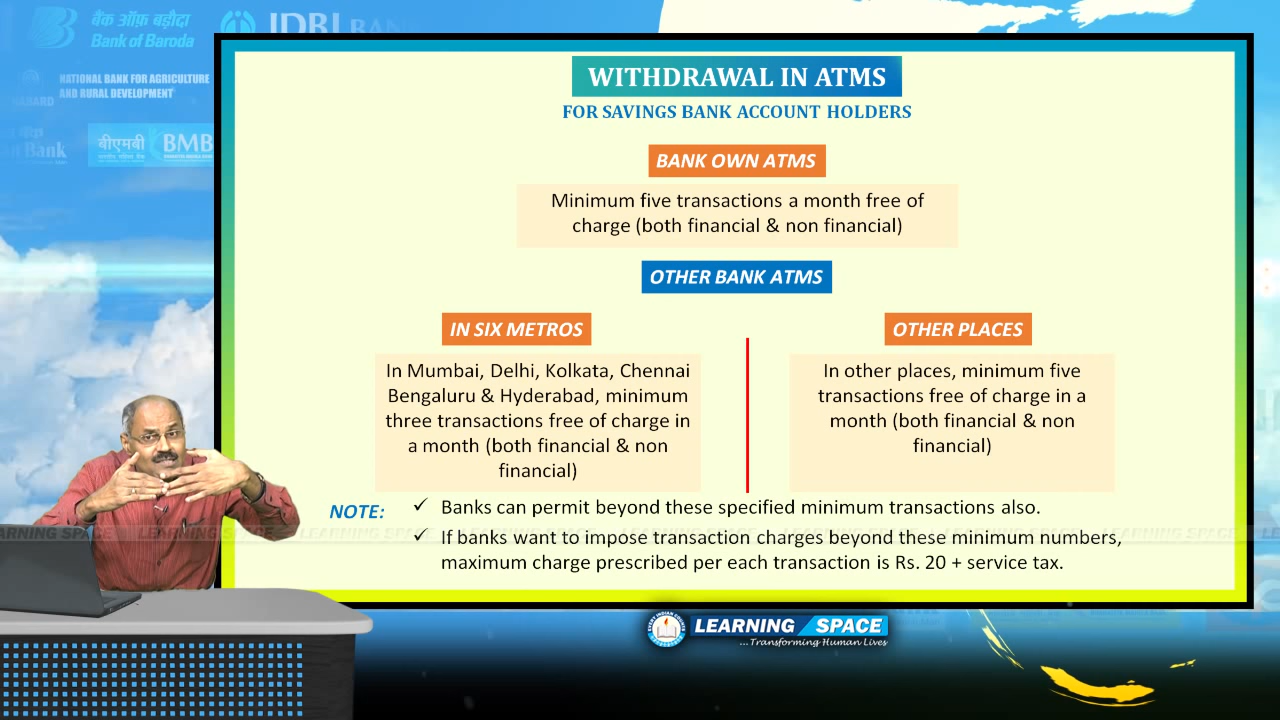 बैंक ऑफ़ बड़ौदा
Bank of Baroda
IDBI BANK
NATIONAL BANK FOR AGRICULTURE
AND RURAL DEVELOPMENT
Bank
बीएमबी
BMB
WITHDRAWAL IN ATMS
FOR SAVINGS BANK ACCOUNT HOLDERS
BANK OWN ATMS
Minimum five transactions a month free of
charge (both financial & non financial)
OTHER BANK ATMS
IN SIX METROS
In Mumbai, Delhi, Kolkata, Chennai
Bengaluru & Hyderabad, minimum
three transactions free of charge in
a month (both financial & non
financial)
OTHER PLACES
In other places, minimum five
transactions free of charge in a
month (both financial & non
financial)
NOTE:
✓ Banks can permit beyond these specified minimum transactions also.
✓ If banks want to impose transaction charges beyond these minimum numbers,
maximum charge prescribed per each transaction is Rs. 20 + service tax.
LEARNING SPACE
...Transforming Human Lives